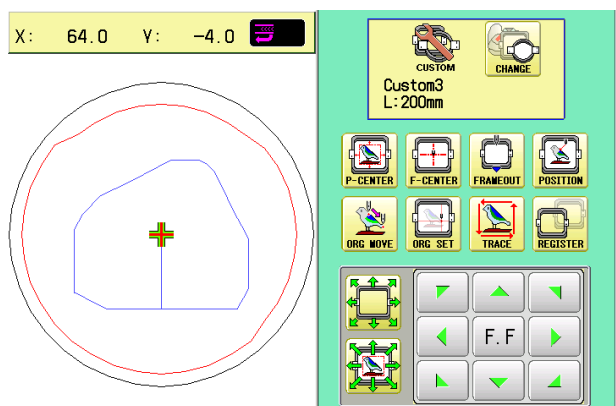 X: 64.0 Y: -4.0
CUSTOM
CHANGE
Custom3
L:200mm
P-CENTER F-CENTER FRAMEOUT POSITION
ORG MOVE ORG SET TRACE REGISTER
F.F